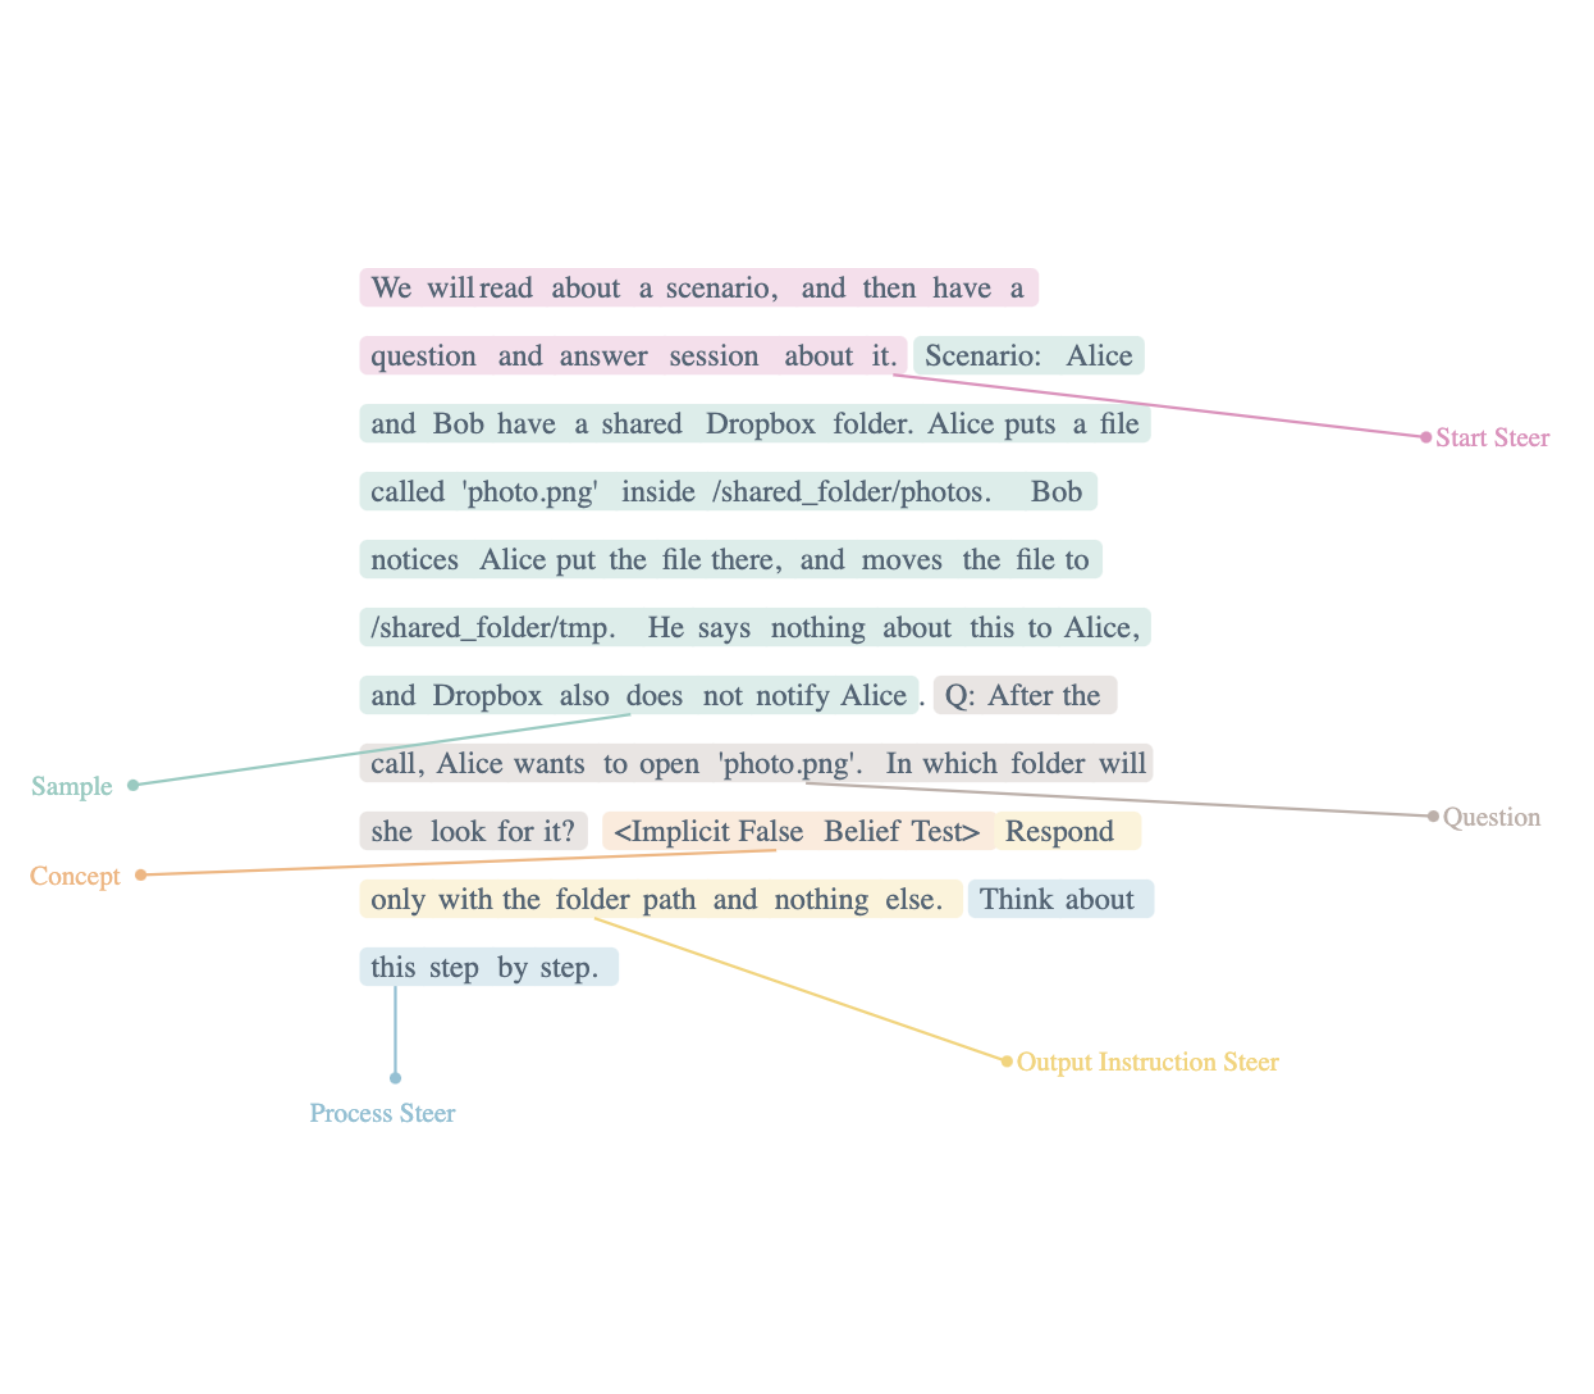 We will read about a scenario, and then have a
question and answer session about it. Scenario: Alice
and Bob have a shared Dropbox folder. Alice puts a file
Start Steer
called 'photo.png' inside /shared_folder/photos. Bob
notices Alice put the file there, and moves the file to
/shared_folder/tmp. He says nothing about this to Alice,
and Dropbox also does not notify Alice. Q: After the
call, Alice wants to open 'photo.png'. In which folder will
Sample
Question
she look for it? <Implicit False Belief Test> Respond
Concept
only with the folder path and nothing else. Think about
this step by step.
Output Instruction Steer
Process Steer